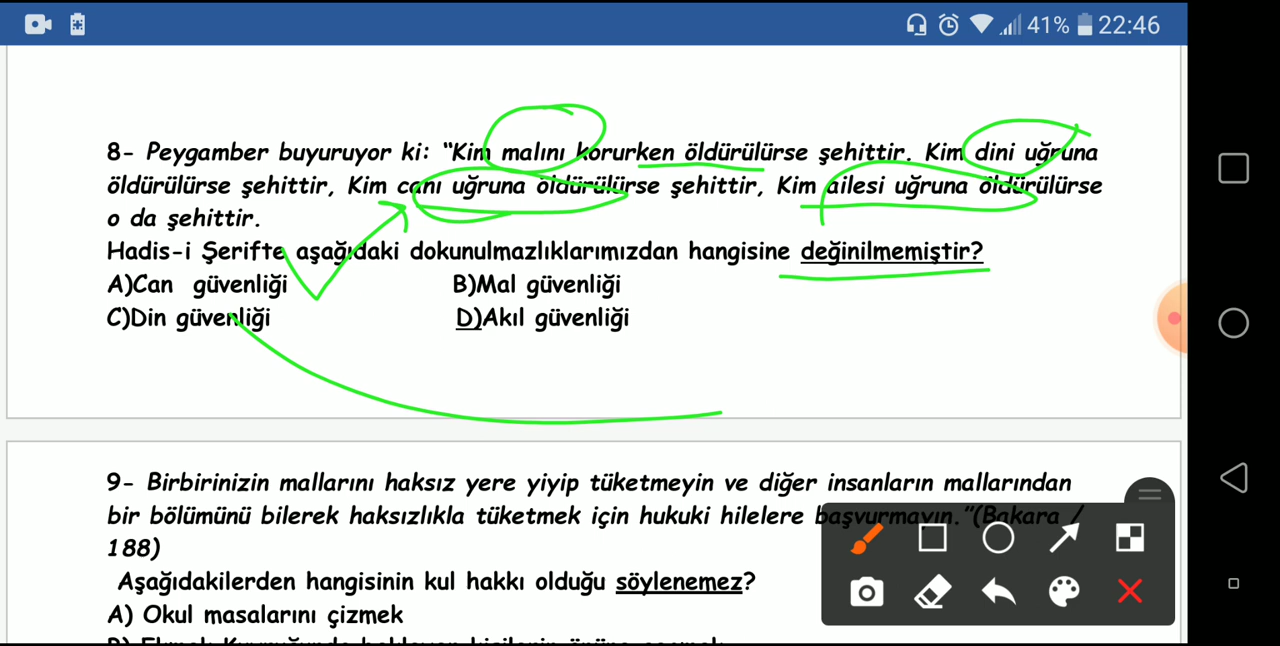 41% 22:46
8- Peygamber buyuruyor ki: "Kim malını korurken öldürülürse şehittir. Kim dini uğruna
öldürülürse şehittir, Kim canı uğruna öldürülürse şehittir, Kim ailesi uğruna öldürülürse
o da şehittir.
Hadis-i Şerifte aşağıdaki dokunulmazlıklarımızdan hangisine değinilmemiştir?
A)Can güvenliği B)Mal güvenliği
C)Din güvenliği D)Akıl güvenliği
9- Birbirinizin mallarını haksız yere yiyip tüketmeyin ve diğer insanların mallarından
bir bölümünü bilerek haksızlıkla tüketmek için hukuki hilelere başvurmayın."(Bakara /
188)
Aşağıdakilerden hangisinin kul hakkı olduğu söylenemez?
A) Okul masalarını çizmek